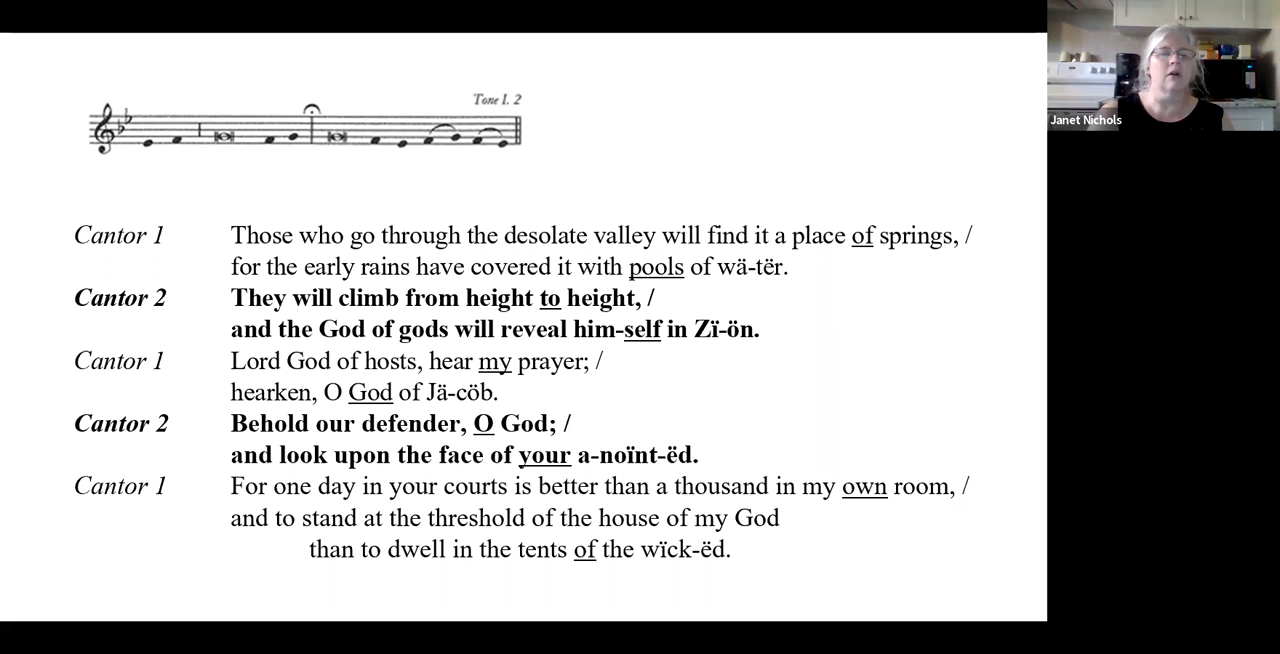 Tone I. 2
Janet Nichols
Cantor 1 Those who go through the desolate valley will find it a place of springs, /
for the early rains have covered it with pools of wä-tër.
Cantor 2 They will climb from height to height, /
and the God of gods will reveal him-self in Zï-ön.
Cantor 1 Lord God of hosts, hear my prayer; /
hearken, O God of Jä-cöb.
Cantor 2 Behold our defender, O God; /
and look upon the face of your a-noïnt-ëd.
Cantor 1 For one day in your courts is better than a thousand in my own room, /
and to stand at the threshold of the house of my God
than to dwell in the tents of the wïck-ëd.